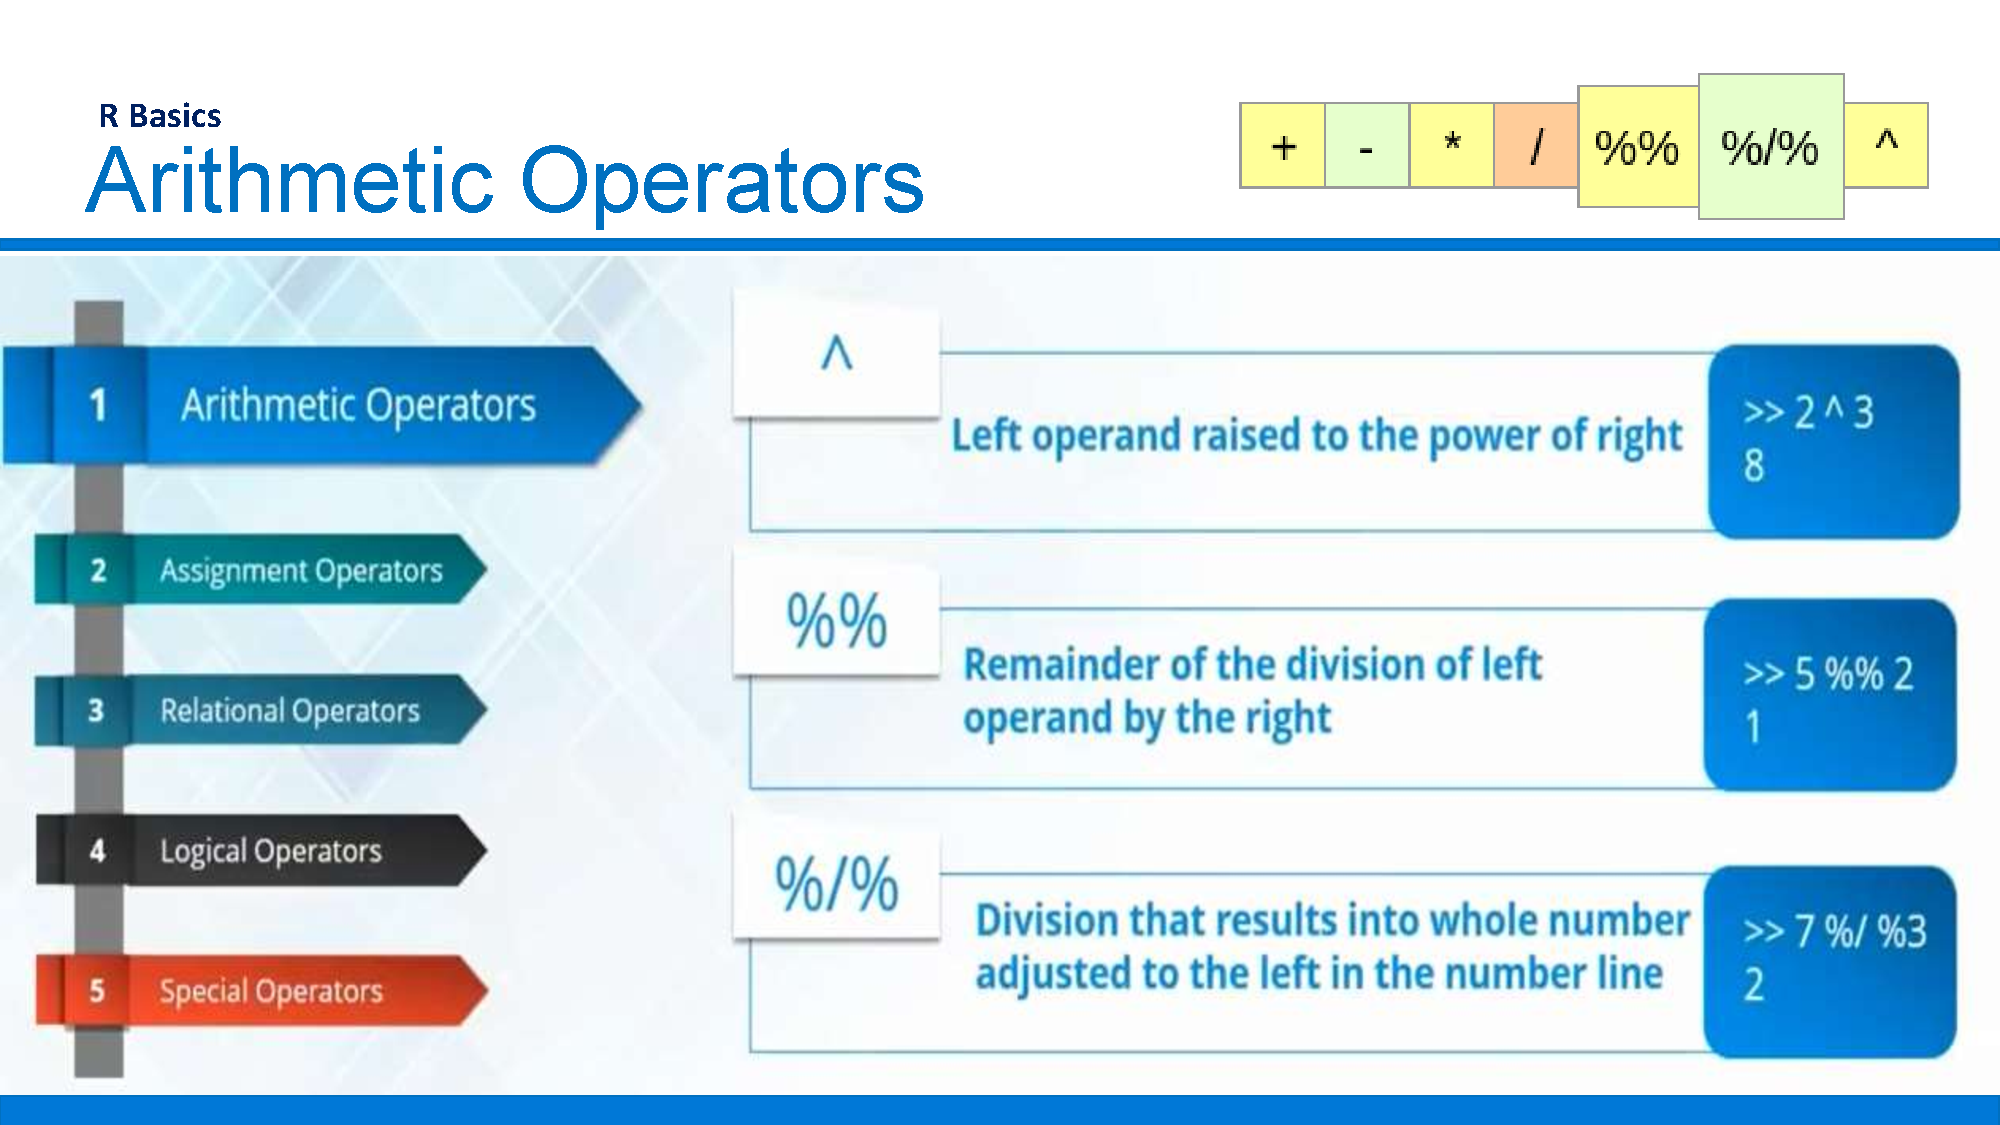 R Basics
Arithmetic Operators
+ - * / %% %/% ^
1 Arithmetic Operators
2 Assignment Operators
3 Relational Operators
4 Logical Operators
5 Special Operators
^
Left operand raised to the power of right
>> 2 ^ 3
8
%%
Remainder of the division of left
operand by the right
>> 5 %% 2
1
%/%
Division that results into whole number
adjusted to the left in the number line
>> 7 %/ %3
2